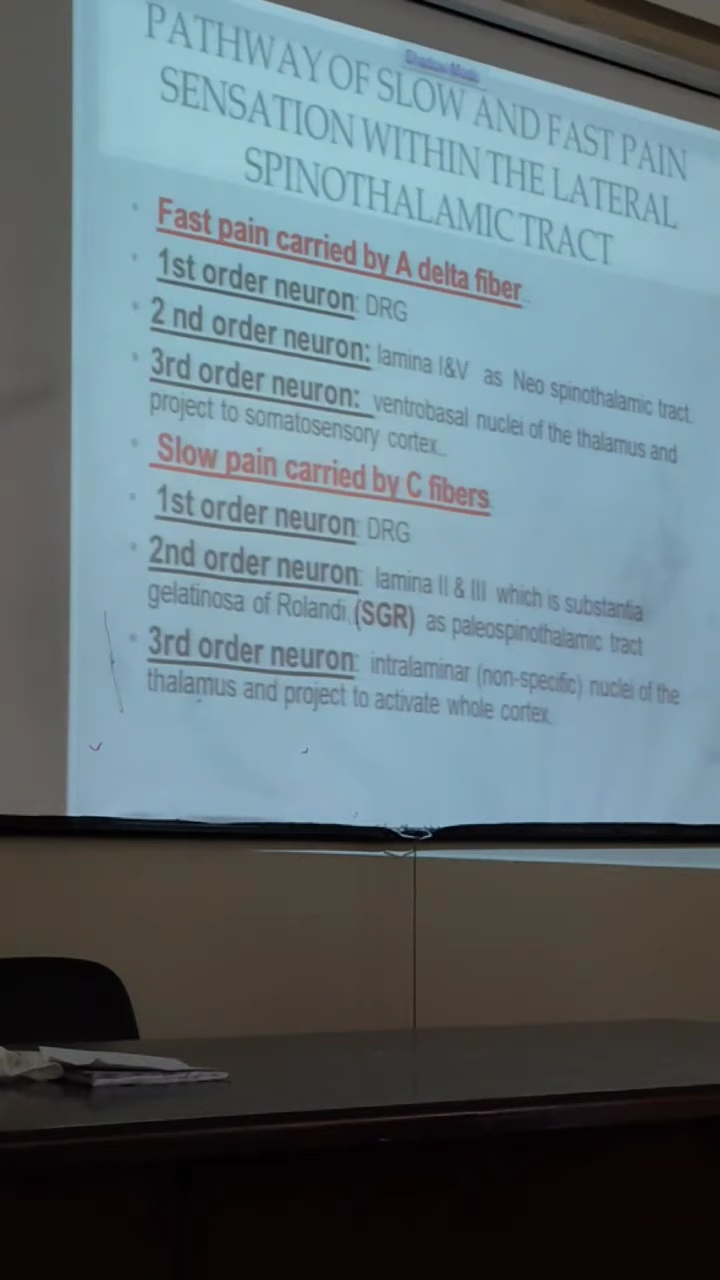 Shadow Mode
PATHWAY OF SLOW AND FAST PAIN
SENSATION WITHIN THE LATERAL
SPINOTHALAMIC TRACT
• Fast pain carried by A delta fiber..
• 1st order neuron: DRG
• 2 nd order neuron: lamina I&V as Neo spinothalamic tract.
• 3rd order neuron: ventrobasal nuclei of the thalamus and
project to somatosensory cortex..
• Slow pain carried by C fibers.
• 1st order neuron: DRG
• 2nd order neuron: lamina II & III which is substantia
gelatinosa of Rolandi, (SGR) as paleospinothalamic tract
• 3rd order neuron: intralaminar (non-specific) nuclei of the
thalamus and project to activate whole cortex.